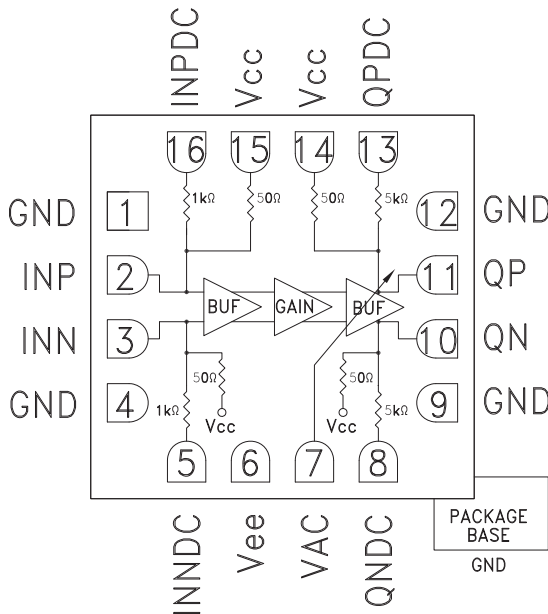 INPDC
Vcc
Vcc
QPDC
16
15
14
13
1kΩ
50Ω
50Ω
5kΩ
GND
1
12
GND
INP
2
11
QP
BUF
GAIN
BUF
INN
3
10
QN
50Ω
50Ω
GND
4
1kΩ
Vcc
Vcc
5kΩ
9
GND
5
6
7
8
INNDC
Vee
VAC
QNDC
PACKAGE
BASE
GND